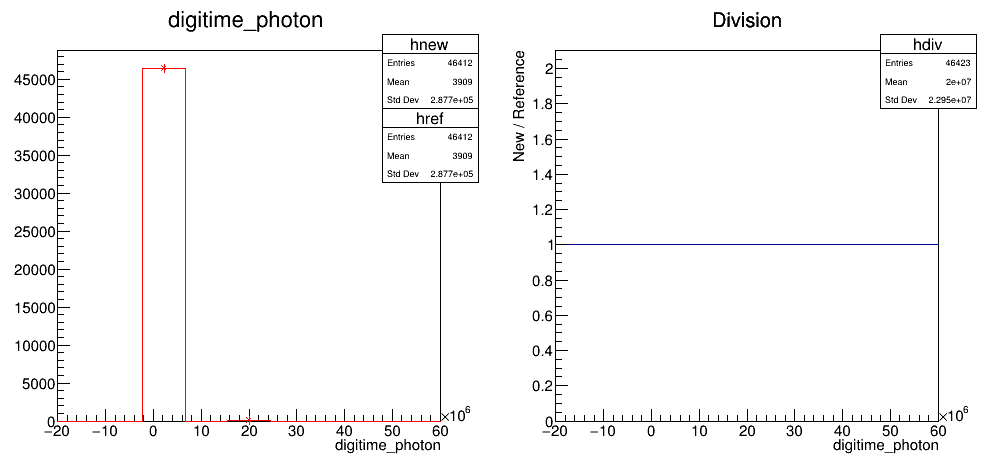 digitime_photon
hnew
Entries 46412
Mean 3909
Std Dev 2.877e+05
href
Entries 46412
Mean 3909
Std Dev 2.877e+05
45000
40000
35000
30000
25000
20000
15000
10000
5000
0
−20 −10 0 10 20 30 40 50 60
×10^6
digitime_photon
Division
hdiv
Entries 46423
Mean 2e+07
Std Dev 2.295e+07
New / Reference
2
1.8
1.6
1.4
1.2
1
0.8
0.6
0.4
0.2
0
−20 −10 0 10 20 30 40 50 60
×10^6
digitime_photon